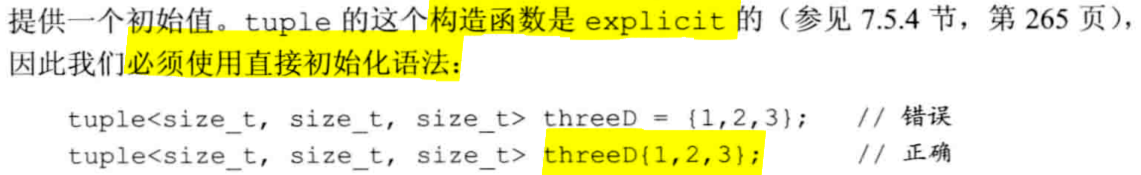 提供一个初始值。tuple 的这个构造函数是 explicit 的（参见 7.5.4 节，第 265 页），
因此我们必须使用直接初始化语法：
tuple<size_t, size_t, size_t> threeD = {1,2,3};    // 错误
tuple<size_t, size_t, size_t> threeD{1,2,3};       // 正确